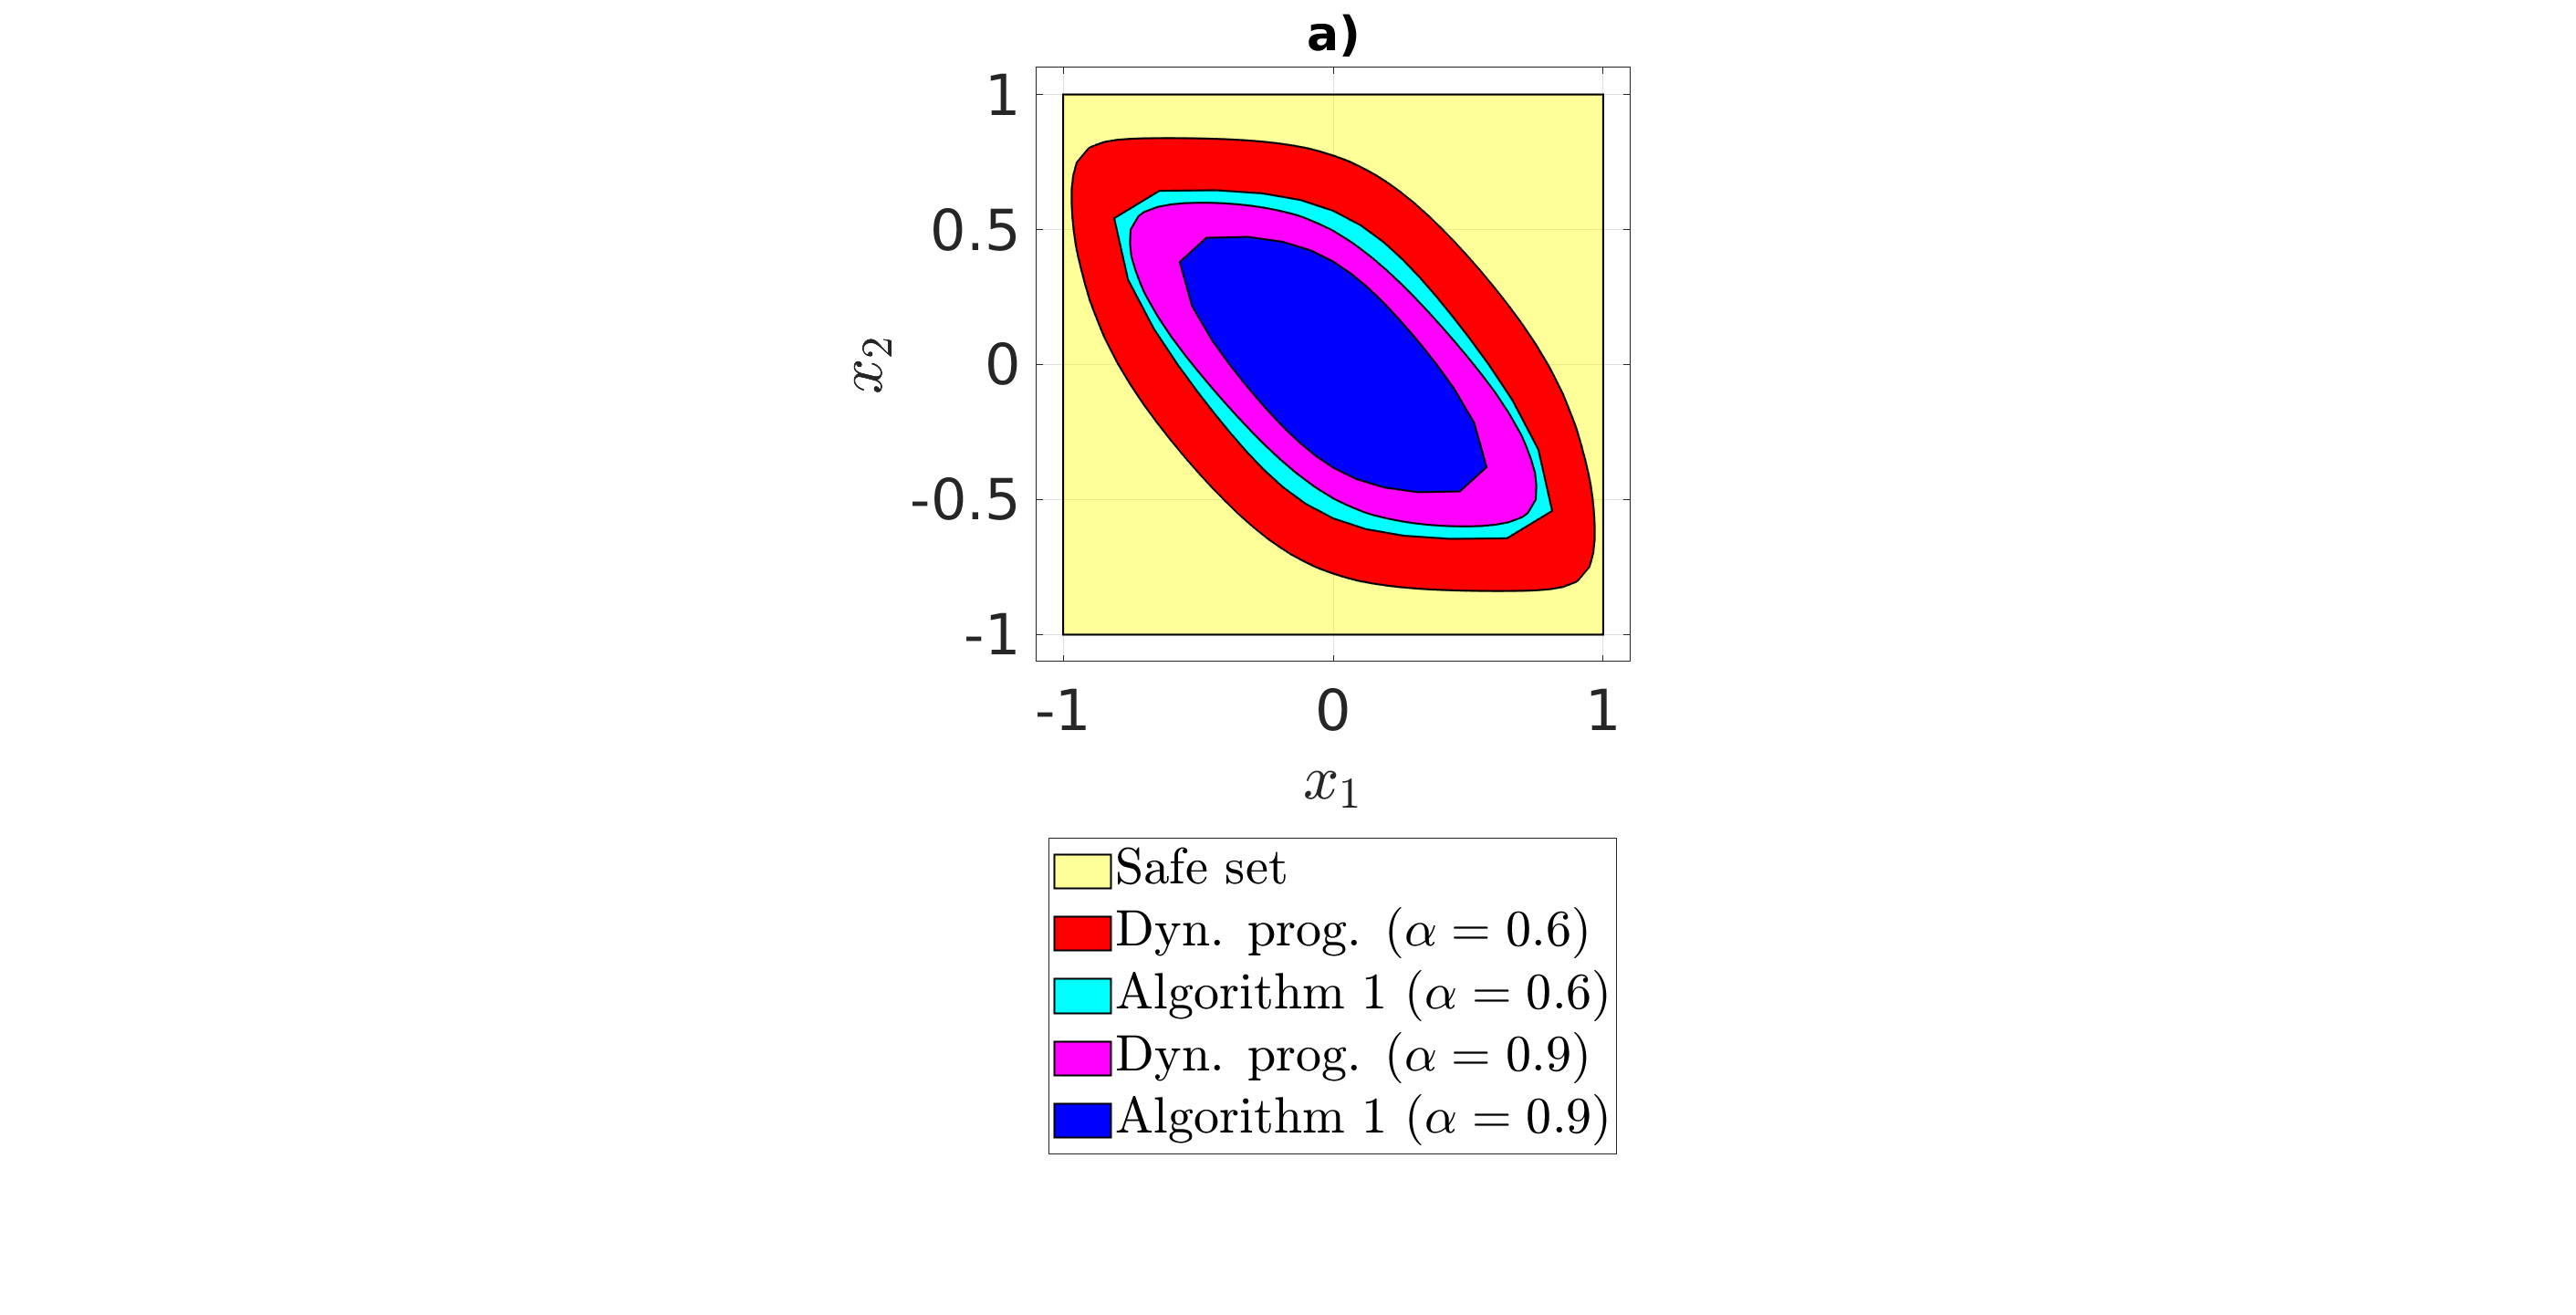 a)
1
0.5
0
-0.5
-1
x2
-1 0 1
x1
Safe set
Dyn. prog. (α = 0.6)
Algorithm 1 (α = 0.6)
Dyn. prog. (α = 0.9)
Algorithm 1 (α = 0.9)